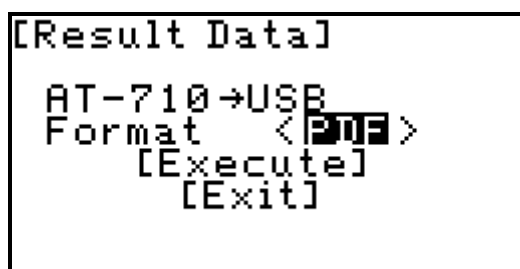 [Result Data]
AT-710→USB
Format <PDF>
[Execute]
[Exit]